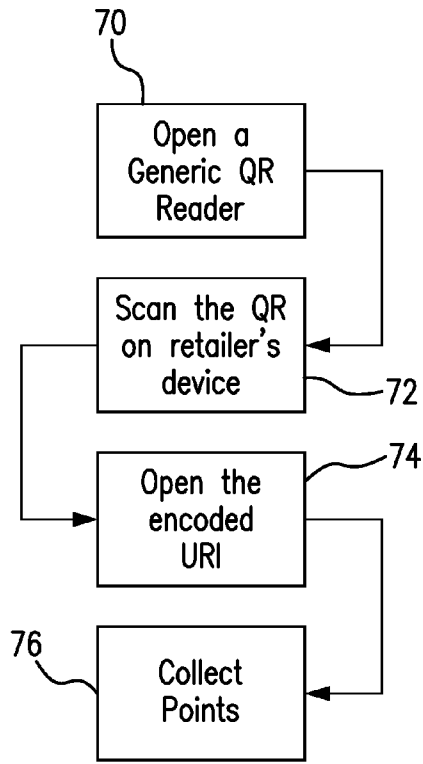 70
Open a
Generic QR
Reader
Scan the QR
on retailer's
device
72
74
Open the
encoded
URI
76
Collect
Points